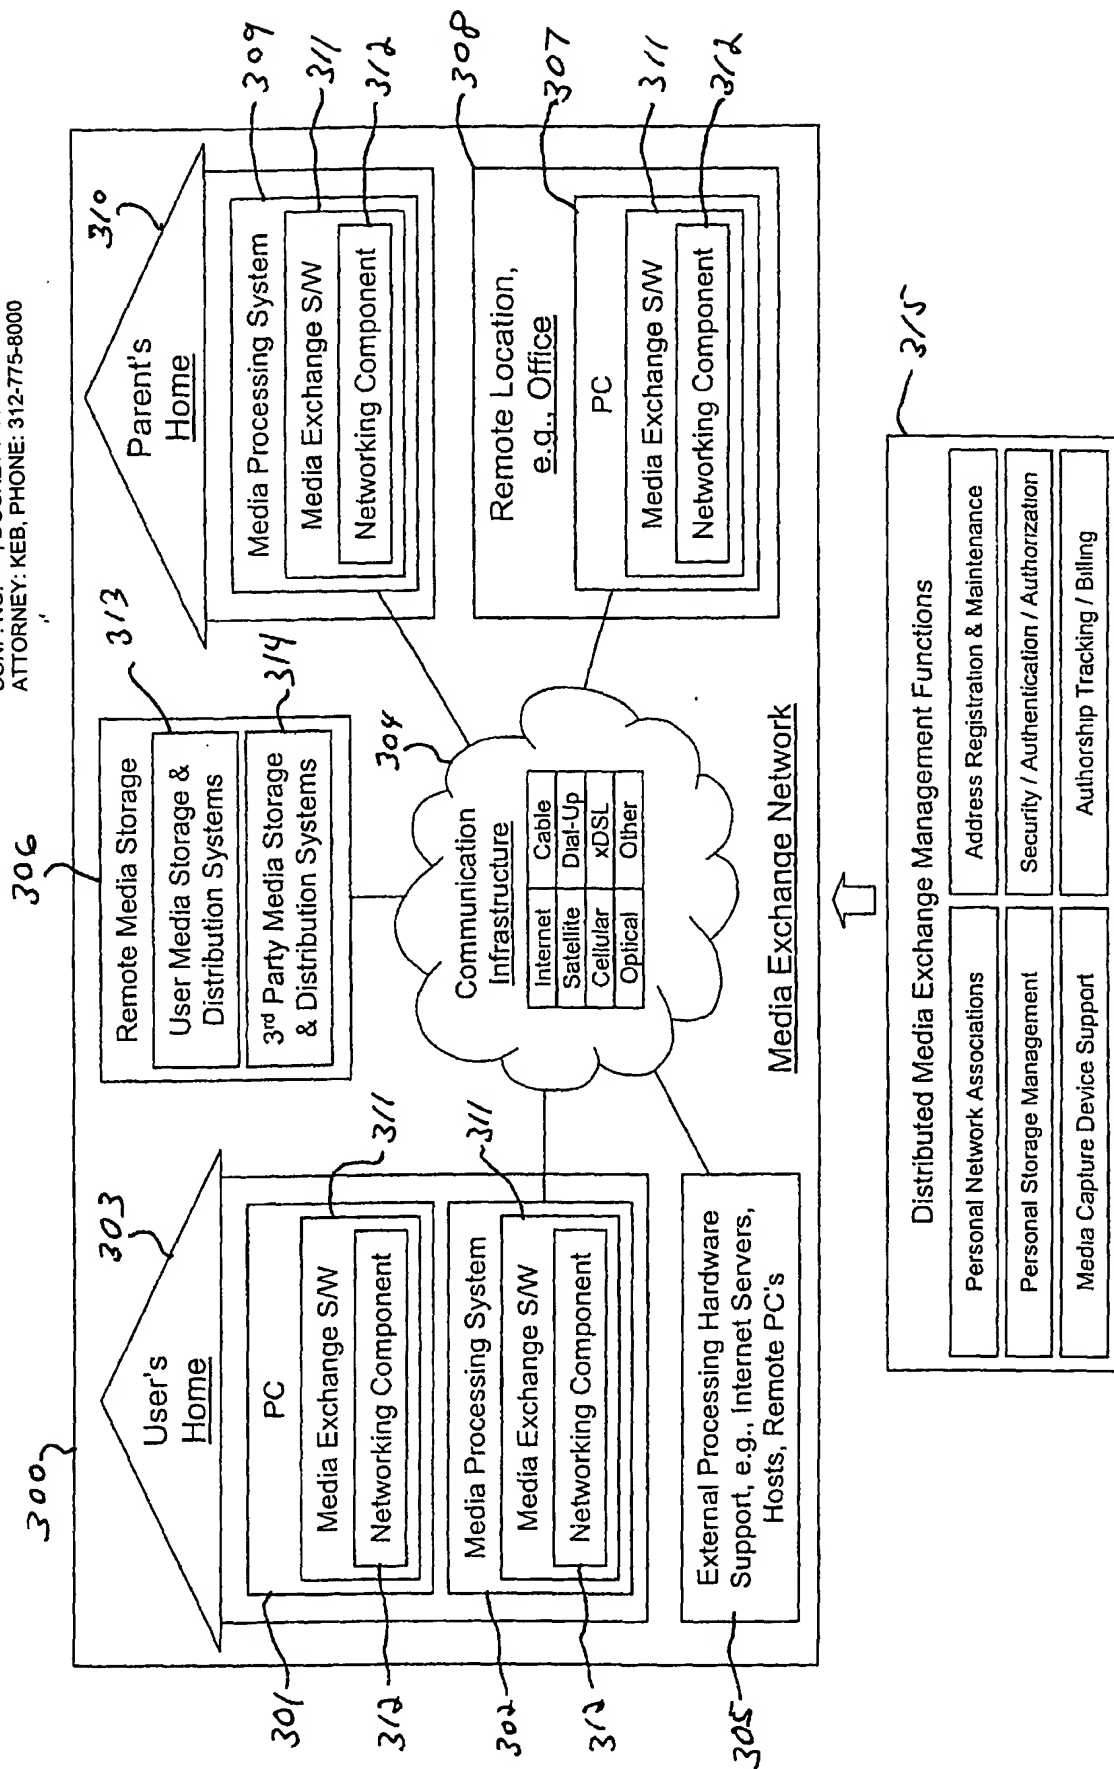 ATTORNEY: KEB, PHONE: 312-775-8000
300
303
User's
Home
PC
Media Exchange S/W
Networking Component
311
301
312
Media Processing System
Media Exchange S/W
Networking Component
311
302
312
External Processing Hardware
Support, e.g., Internet Servers,
Hosts, Remote PC's
305
306
Remote Media Storage
User Media Storage &
Distribution Systems
313
3rd Party Media Storage
& Distribution Systems
314
304
Communication
Infrastructure
Internet Cable
Satellite Dial-Up
Cellular xDSL
Optical Other
Media Exchange Network
310
Parent's
Home
Media Processing System
Media Exchange S/W
Networking Component
309
311
312
Remote Location,
e.g., Office
PC
Media Exchange S/W
Networking Component
308
307
311
312
315
Distributed Media Exchange Management Functions
Personal Network Associations
Address Registration & Maintenance
Personal Storage Management
Security / Authentication / Authorization
Media Capture Device Support
Authorship Tracking / Billing